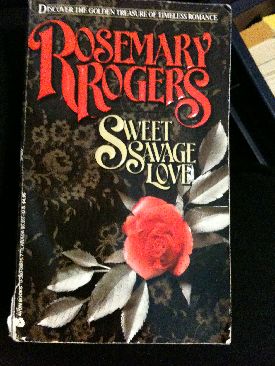 DISCOVER THE GOLDEN TREASURE OF TIMELESS ROMANCE
ROSEMARY
ROGERS
SWEET
SAVAGE
LOVE